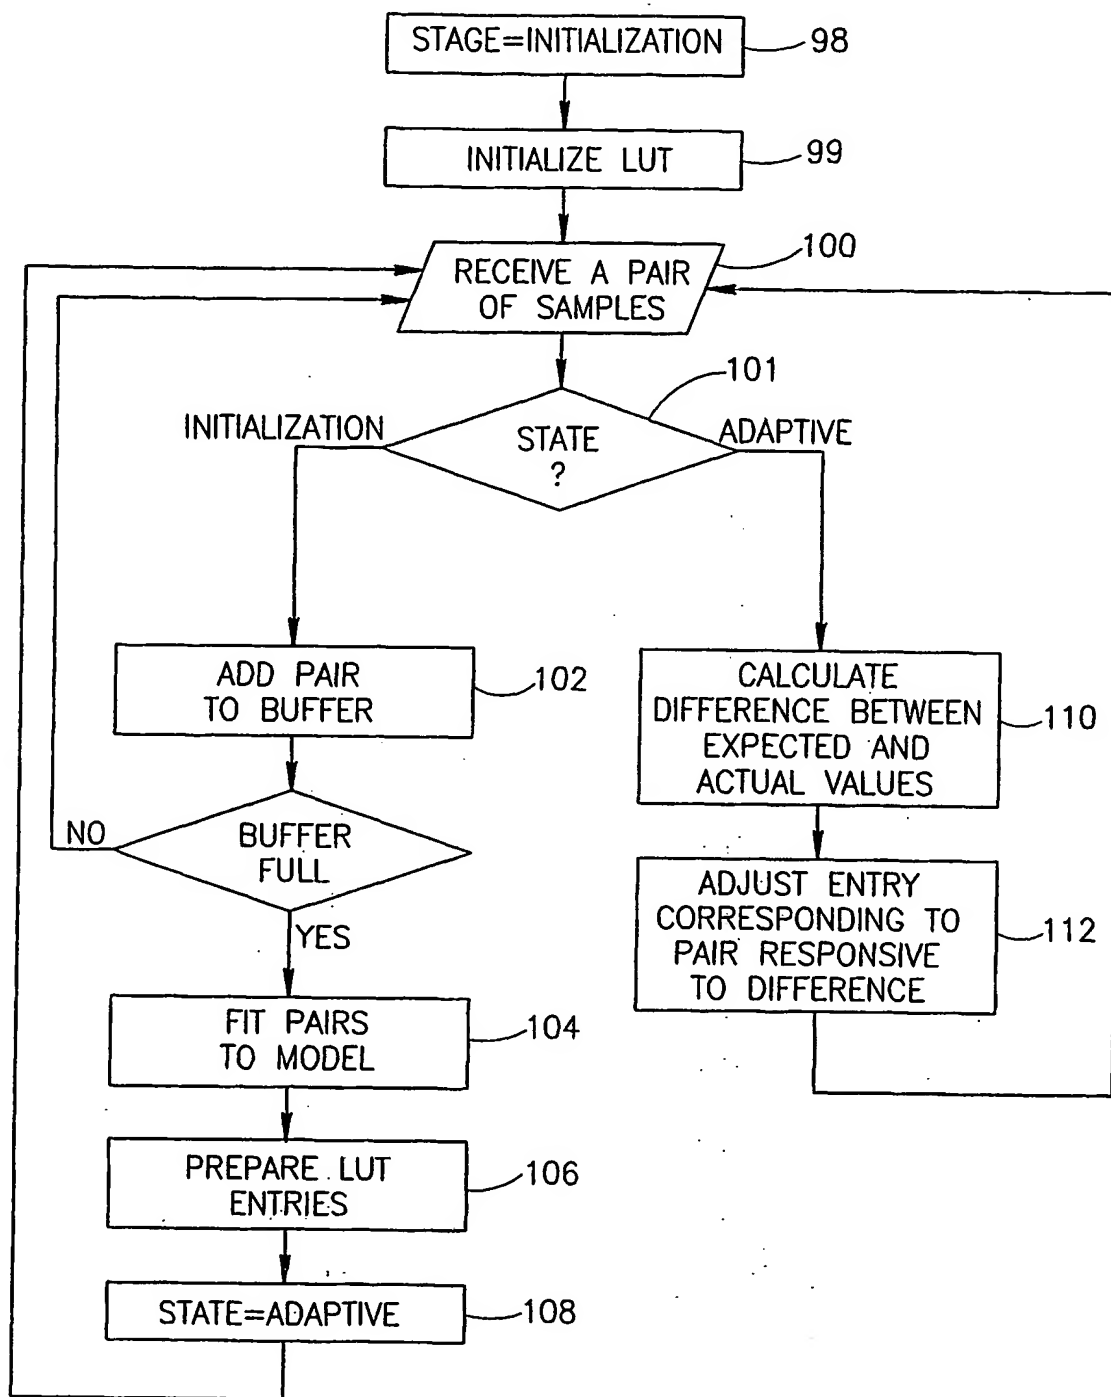 STAGE=INITIALIZATION
98
INITIALIZE LUT
99
RECEIVE A PAIR
OF SAMPLES
100
101
INITIALIZATION
STATE
?
ADAPTIVE
ADD PAIR
TO BUFFER
102
NO
BUFFER
FULL
YES
FIT PAIRS
TO MODEL
104
PREPARE LUT
ENTRIES
106
STATE=ADAPTIVE
108
CALCULATE
DIFFERENCE BETWEEN
EXPECTED AND
ACTUAL VALUES
110
ADJUST ENTRY
CORRESPONDING TO
PAIR RESPONSIVE
TO DIFFERENCE
112